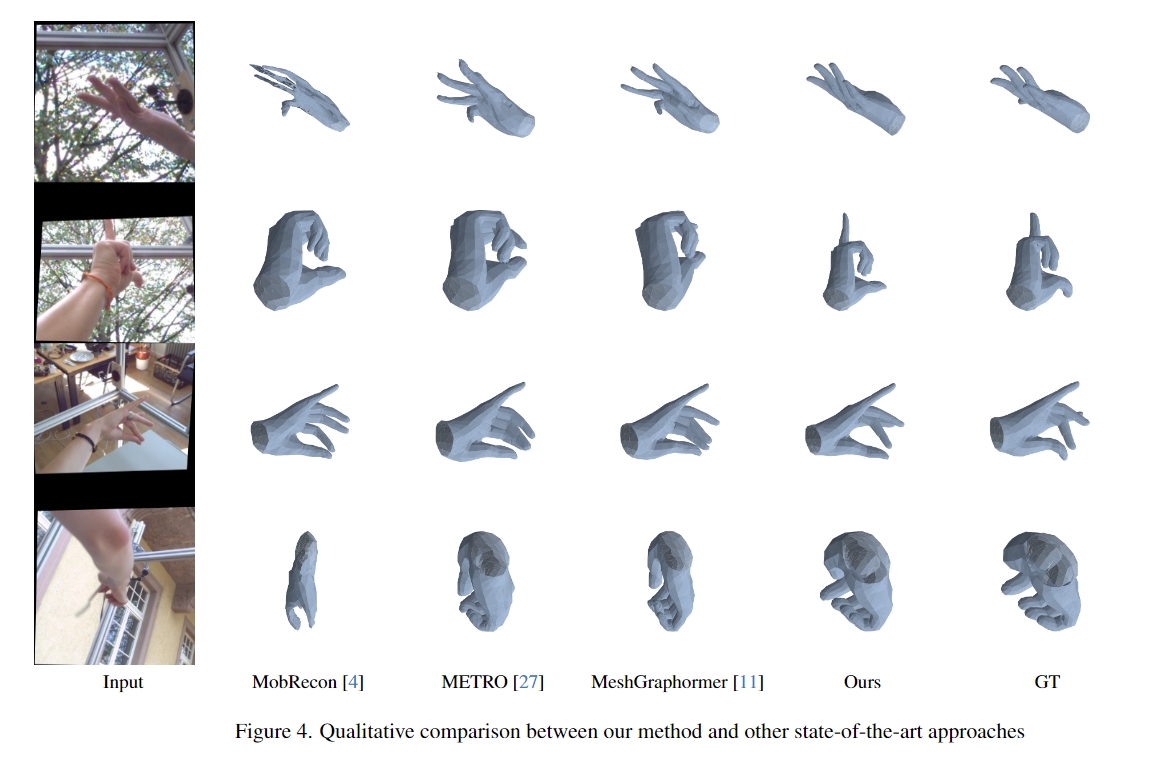 Input
MobRecon [4]
METRO [27]
MeshGraphormer [11]
Ours
GT
Figure 4. Qualitative comparison between our method and other state-of-the-art approaches